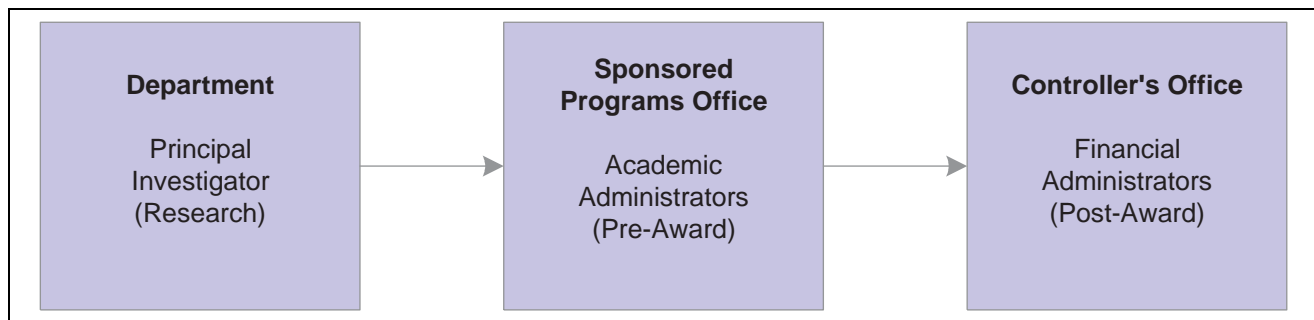 Department
Principal
Investigator
(Research)
Sponsored
Programs Office
Academic
Administrators
(Pre-Award)
Controller's Office
Financial
Administrators
(Post-Award)